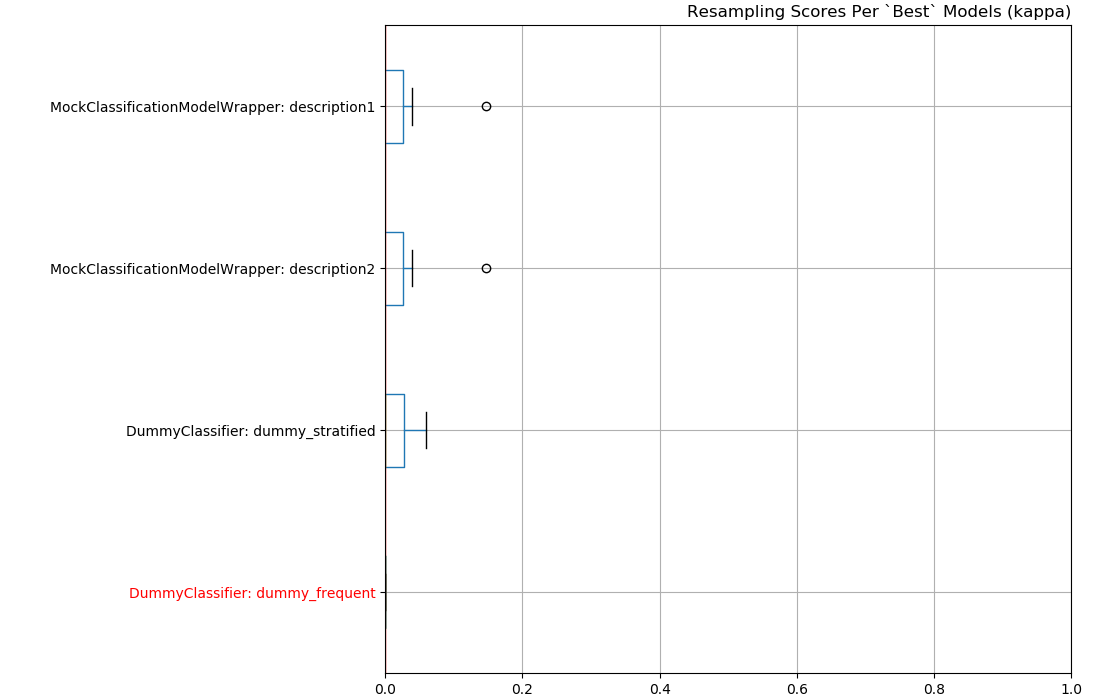 Resampling Scores Per `Best` Models (kappa)
MockClassificationModelWrapper: description1
MockClassificationModelWrapper: description2
DummyClassifier: dummy_stratified
DummyClassifier: dummy_frequent
0.0 0.2 0.4 0.6 0.8 1.0